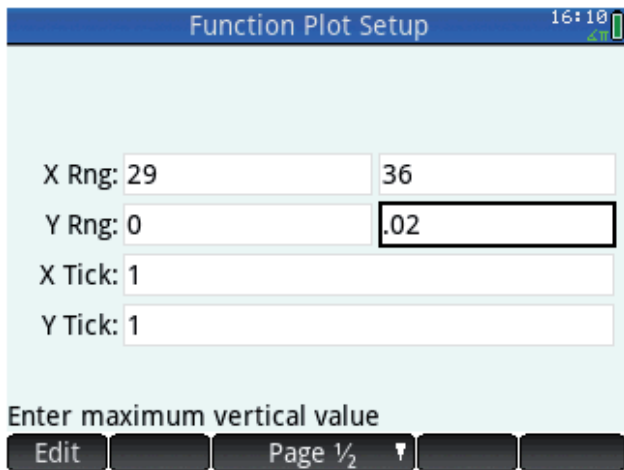 Function Plot Setup 16:10
∡π
X Rng: 29 36
Y Rng: 0 .02
X Tick: 1
Y Tick: 1
Enter maximum vertical value
Edit Page ½